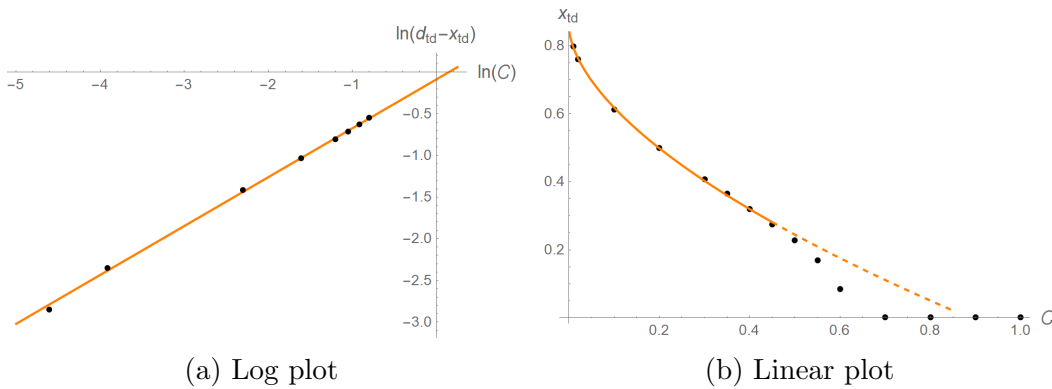 ln(d_td−x_td)
−5 −4 −3 −2 −1 ln(C)
−0.5
−1.0
−1.5
−2.0
−2.5
−3.0
(a) Log plot
x_td
0.8
0.6
0.4
0.2
0.2 0.4 0.6 0.8 1.0 C
(b) Linear plot